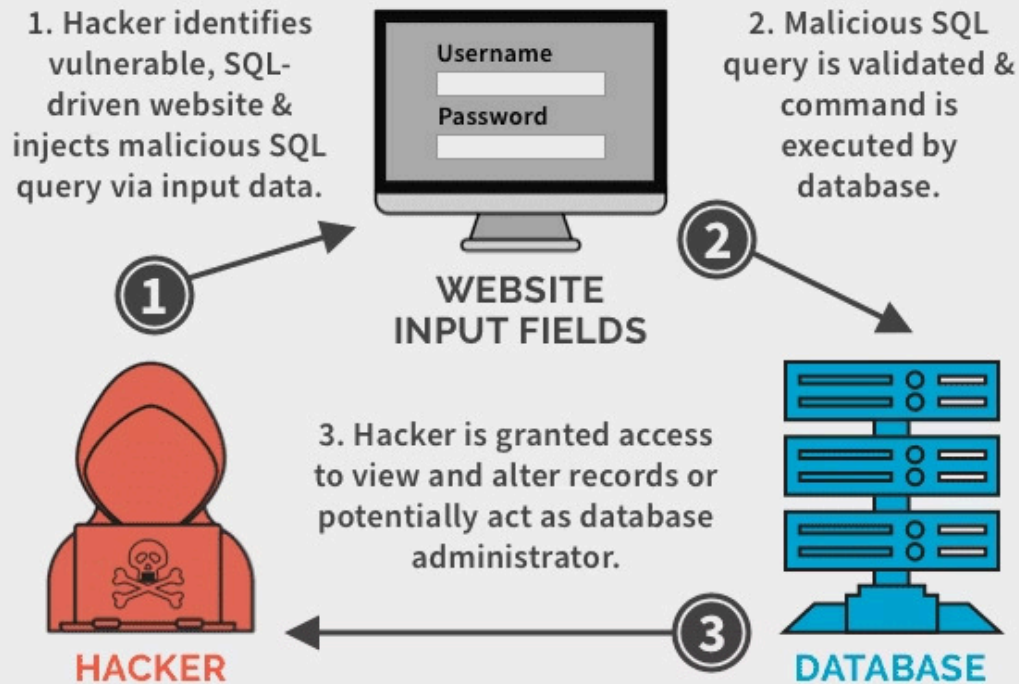 1. Hacker identifies
vulnerable, SQL-
driven website &
injects malicious SQL
query via input data.
Username
Password
2. Malicious SQL
query is validated &
command is
executed by
database.
1
2
WEBSITE
INPUT FIELDS
3. Hacker is granted access
to view and alter records or
potentially act as database
administrator.
3
HACKER
DATABASE